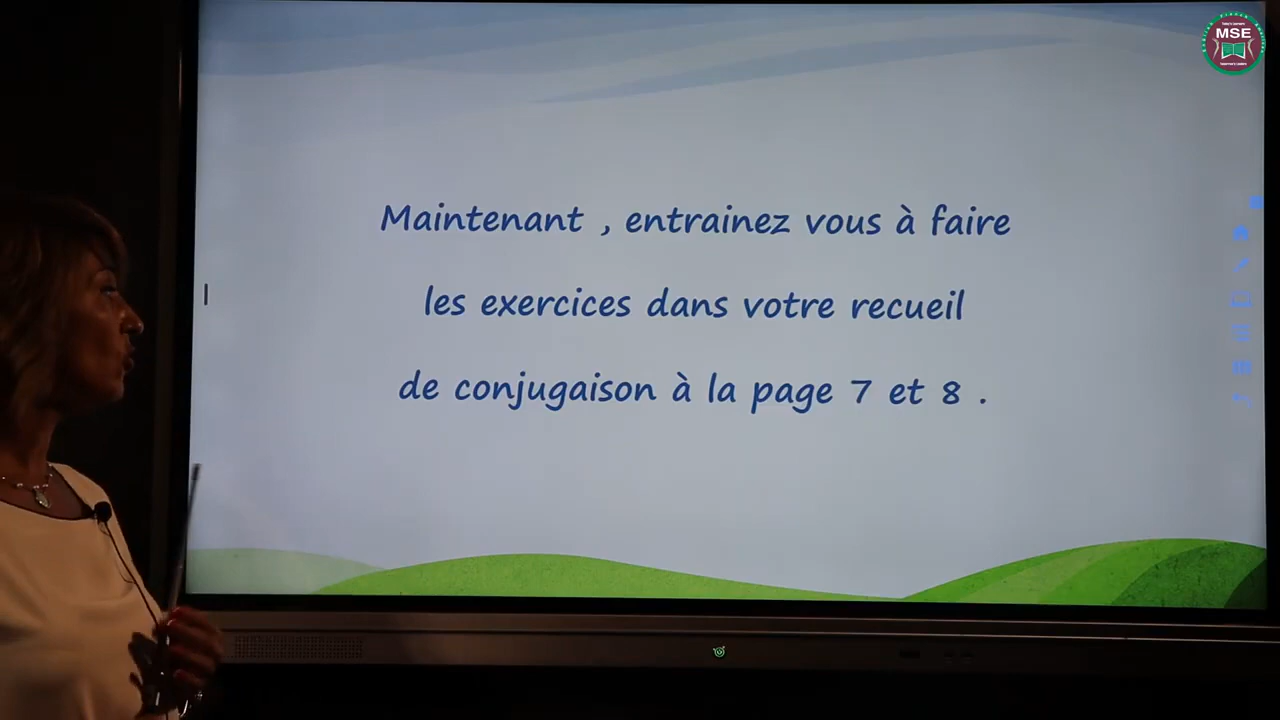 MSE
Maintenant , entrainez vous à faire
les exercices dans votre recueil
de conjugaison à la page 7 et 8 .